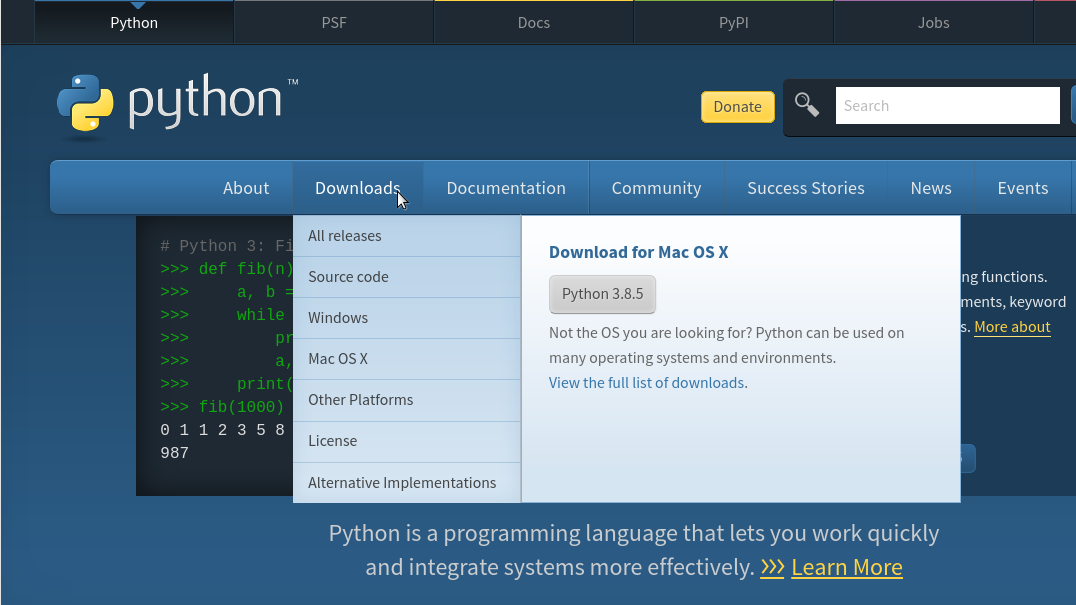 Python PSF Docs PyPI Jobs
python™
Donate Search
About Downloads Documentation Community Success Stories News Events
All releases
Source code
Windows
Mac OS X
Other Platforms
License
Alternative Implementations
Download for Mac OS X
Python 3.8.5
Not the OS you are looking for? Python can be used on
many operating systems and environments.
View the full list of downloads.
# Python 3: Fi
>>> def fib(n)
>>>     a, b =
>>>     while
>>>         pr
>>>         a,
>>>     print(
>>> fib(1000)
0 1 1 2 3 5 8
987
ng functions.
ments, keyword
s. More about
Python is a programming language that lets you work quickly
and integrate systems more effectively. >>> Learn More